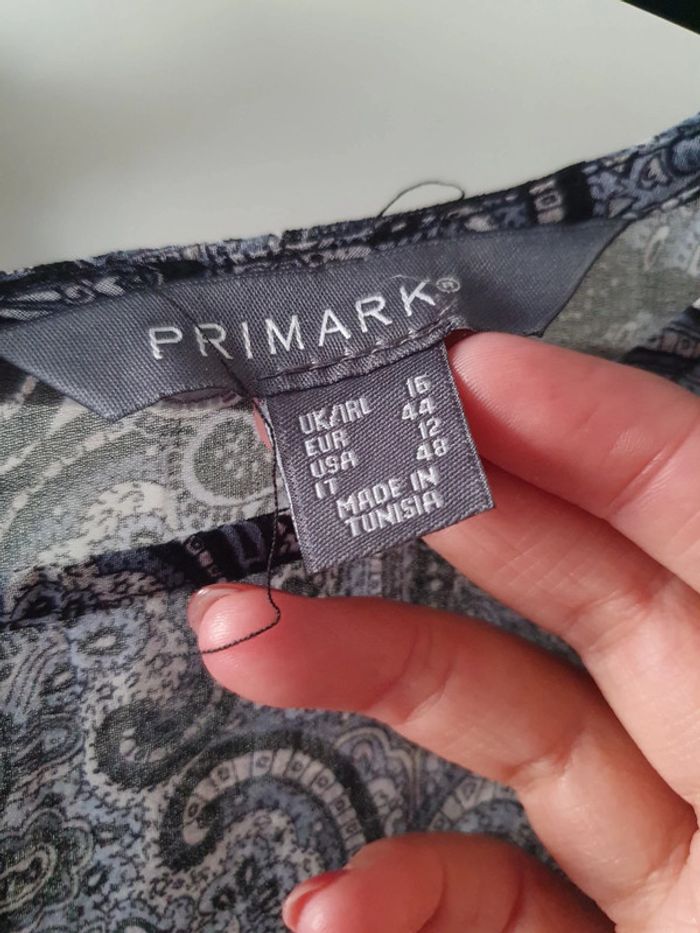 PRIMARK®
UK/IRL 16
EUR 44
USA 12
IT 48
MADE IN
TUNISIA